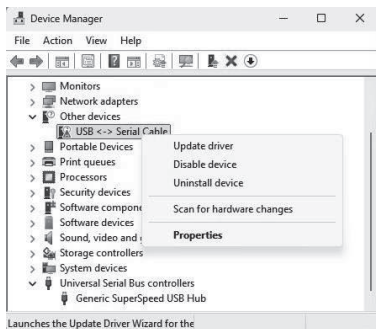 Device Manager
File Action View Help
Monitors
Network adapters
Other devices
USB <-> Serial Cable
Portable Devices
Print queues
Processors
Security devices
Software compone
Software devices
Sound, video and
Storage controllers
System devices
Universal Serial Bus controllers
Generic SuperSpeed USB Hub
Update driver
Disable device
Uninstall device
Scan for hardware changes
Properties
Launches the Update Driver Wizard for the